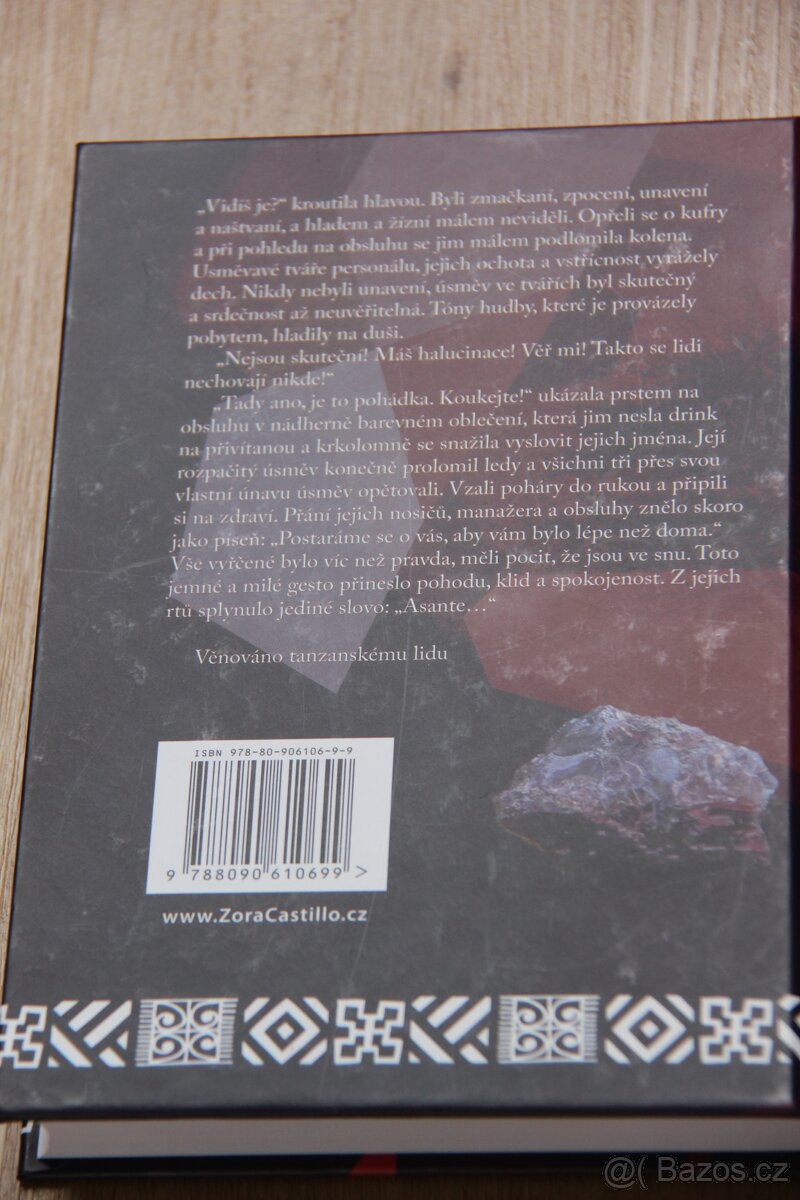 „Vidíš je?“ kroutila hlavou. Byli zmačkaní, zpocení, unavení
a naštvaní, a hladem a žízní málem neviděli. Opřeli se o kufry
a při pohledu na obsluhu se jim málem podlomila kolena.
Usměvavé tváře personálu, jejich ochota a vstřícnost vyrážely
dech. Nikdy nebyli unavení, úsměv ve tvářích byl skutečný
a srdečnost až neuvěřitelná. Tóny hudby, které je provázely
pobytem, hladily na duši.
„Nejsou skuteční! Máš halucinace! Věř mi! Takto se lidi
nechovají nikde!“
„Tady ano, je to pohádka. Koukejte!“ ukázala prstem na
obsluhu v nádherně barevném oblečení, která jim nesla drink
na přivítanou a krkolomně se snažila vyslovit jejich jména. Její
rozpačitý úsměv konečně prolomil ledy a všichni tři přes svou
vlastní únavu úsměv opětovali. Vzali poháry do rukou a připili
si na zdraví. Přání jejich nosičů, manažera a obsluhy znělo skoro
jako píseň: „Postaráme se o vás, aby vám bylo lépe než doma.“
Vše vyřčené bylo víc než pravda, měli pocit, že jsou ve snu. Toto
jemné a milé gesto přineslo pohodu, klid a spokojenost. Z jejich
rtů splynulo jediné slovo: „Asante…“
Věnováno tanzanskému lidu
ISBN 978-80-906106-9-9
9 788090 610699 >
www.ZoraCastillo.cz
@( Bazos.cz